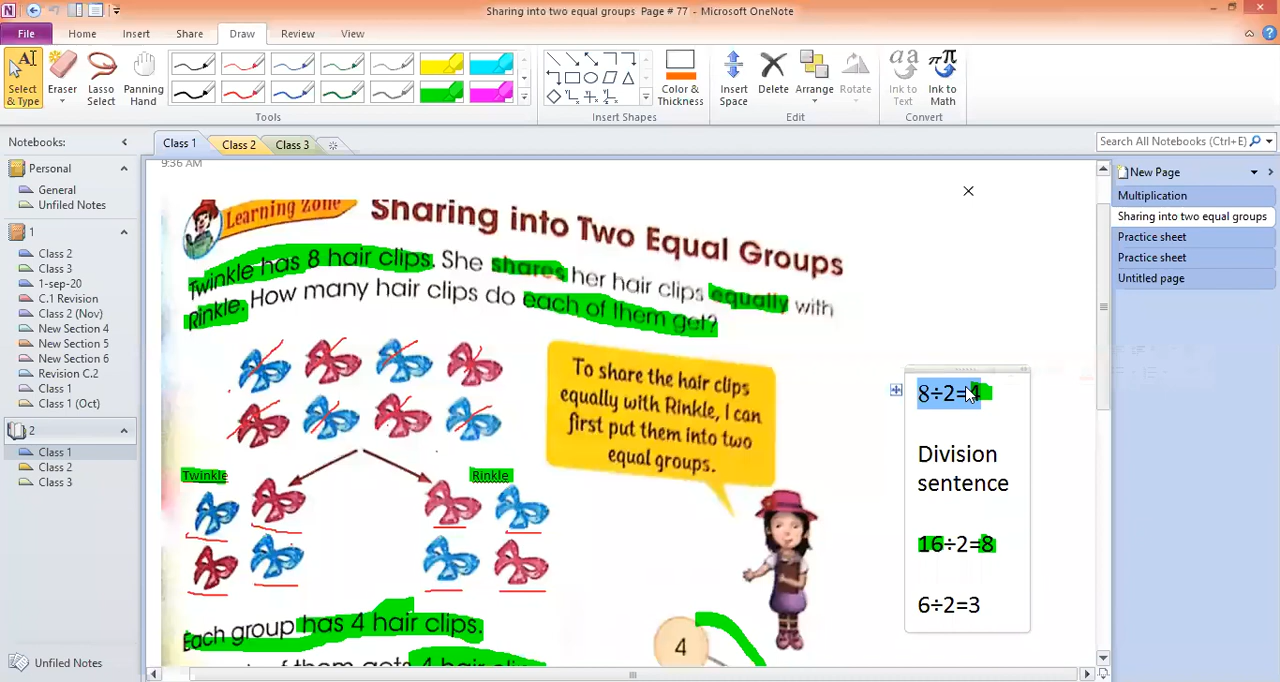 Sharing into two equal groups Page # 77 - Microsoft OneNote
File Home Insert Share Draw Review View
Select & Type
Eraser
Lasso Select
Panning Hand
Color & Thickness
Insert Space
Delete
Arrange
Rotate
Ink to Text
Ink to Math
Tools
Insert Shapes
Edit
Convert
Notebooks:
Class 1 Class 2 Class 3
Search All Notebooks (Ctrl+E)
Personal
General
Unfiled Notes
1
Class 2
Class 3
1-sep-20
C.1 Revision
Class 2 (Nov)
New Section 4
New Section 5
New Section 6
Revision C.2
Class 1
Class 1 (Oct)
2
Class 1
Class 2
Class 3
Unfiled Notes
9:36 AM
Learning Zone
Sharing into Two Equal Groups
Twinkle has 8 hair clips. She shares her hair clips equally with
Rinkle. How many hair clips do each of them get?
To share the hair clips
equally with Rinkle, I can
first put them into two
equal groups.
Twinkle
Rinkle
Each group has 4 hair clips.
of them gets 4 hair
4
8÷2=4
Division
sentence
16÷2=8
6÷2=3
New Page
Multiplication
Sharing into two equal groups
Practice sheet
Practice sheet
Untitled page